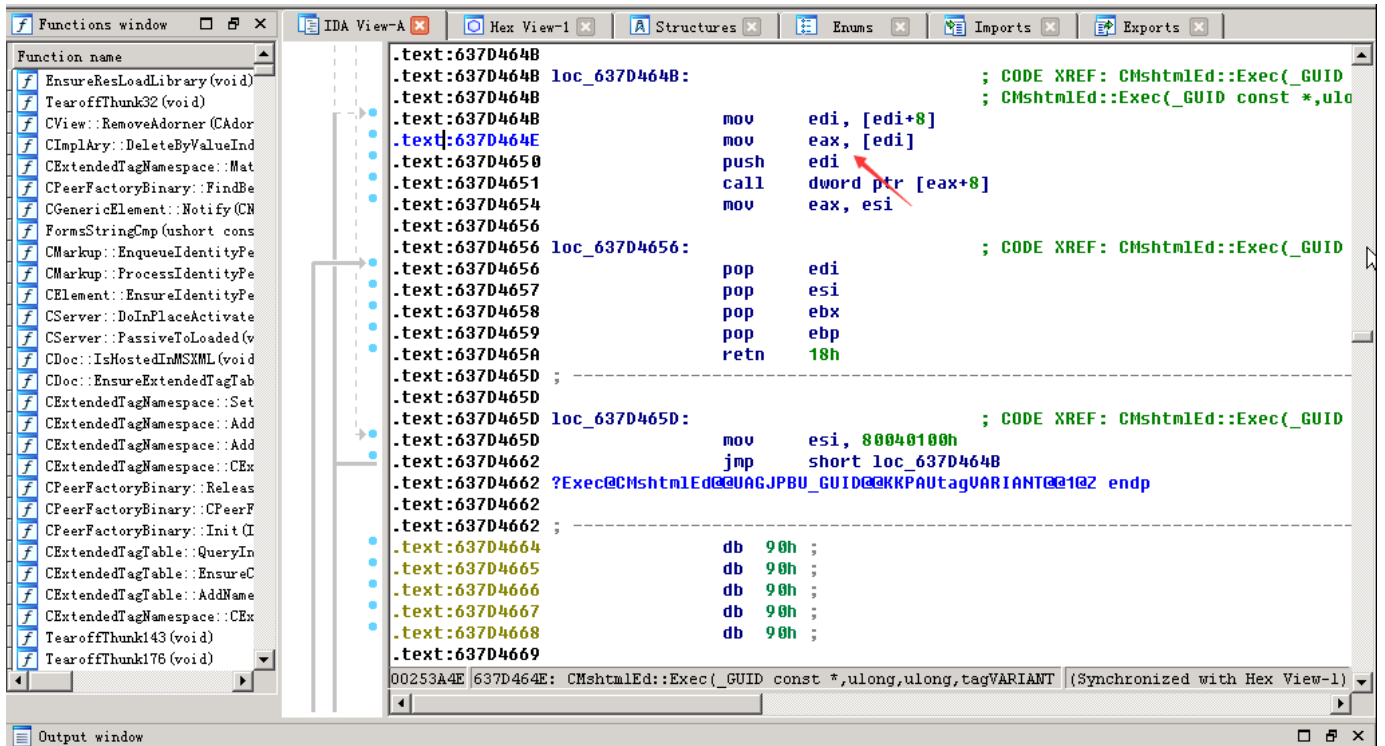 Functions window
IDA View-A
Hex View-1
Structures
Enums
Imports
Exports
Function name
EnsureResLoadLibrary(void)
TearoffThunk32(void)
CView::RemoveAdorner(CAdor
CImplAry::DeleteByValueInd
CExtendedTagNamespace::Mat
CPeerFactoryBinary::FindBe
CGenericElement::Notify(CN
FormsStringCmp(ushort cons
CMarkup::EnqueueIdentityPe
CMarkup::ProcessIdentityPe
CElement::EnsureIdentityPe
CServer::DoInPlaceActivate
CServer::PassiveToLoaded(v
CDoc::IsHostedInMSXML(void
CDoc::EnsureExtendedTagTab
CExtendedTagNamespace::Set
CExtendedTagNamespace::Add
CExtendedTagNamespace::Add
CExtendedTagNamespace::CEx
CPeerFactoryBinary::Releas
CPeerFactoryBinary::CPeerF
CPeerFactoryBinary::Init(I
CExtendedTagTable::QueryIn
CExtendedTagTable::EnsureC
CExtendedTagTable::AddName
CExtendedTagNamespace::CEx
TearoffThunk143(void)
TearoffThunk176(void)
.text:637D464B
.text:637D464B loc_637D464B: ; CODE XREF: CMshtmlEd::Exec(_GUID
.text:637D464B ; CMshtmlEd::Exec(_GUID const *,ulo
.text:637D464B mov edi, [edi+8]
.text:637D464E mov eax, [edi]
.text:637D4650 push edi
.text:637D4651 call dword ptr [eax+8]
.text:637D4654 mov eax, esi
.text:637D4656
.text:637D4656 loc_637D4656: ; CODE XREF: CMshtmlEd::Exec(_GUID
.text:637D4656 pop edi
.text:637D4657 pop esi
.text:637D4658 pop ebx
.text:637D4659 pop ebp
.text:637D465A retn 18h
.text:637D465D ; ---------------------------------------------------------------
.text:637D465D
.text:637D465D loc_637D465D: ; CODE XREF: CMshtmlEd::Exec(_GUID
.text:637D465D mov esi, 80040100h
.text:637D4662 jmp short loc_637D464B
.text:637D4662 ?Exec@CMshtmlEd@@UAGJPBU_GUID@@KKPAUtagVARIANT@@1@Z endp
.text:637D4662
.text:637D4662 ; ---------------------------------------------------------------
.text:637D4664 db 90h ;
.text:637D4665 db 90h ;
.text:637D4666 db 90h ;
.text:637D4667 db 90h ;
.text:637D4668 db 90h ;
.text:637D4669
00253A4E 637D464E: CMshtmlEd::Exec(_GUID const *,ulong,ulong,tagVARIANT (Synchronized with Hex View-1)
Output window